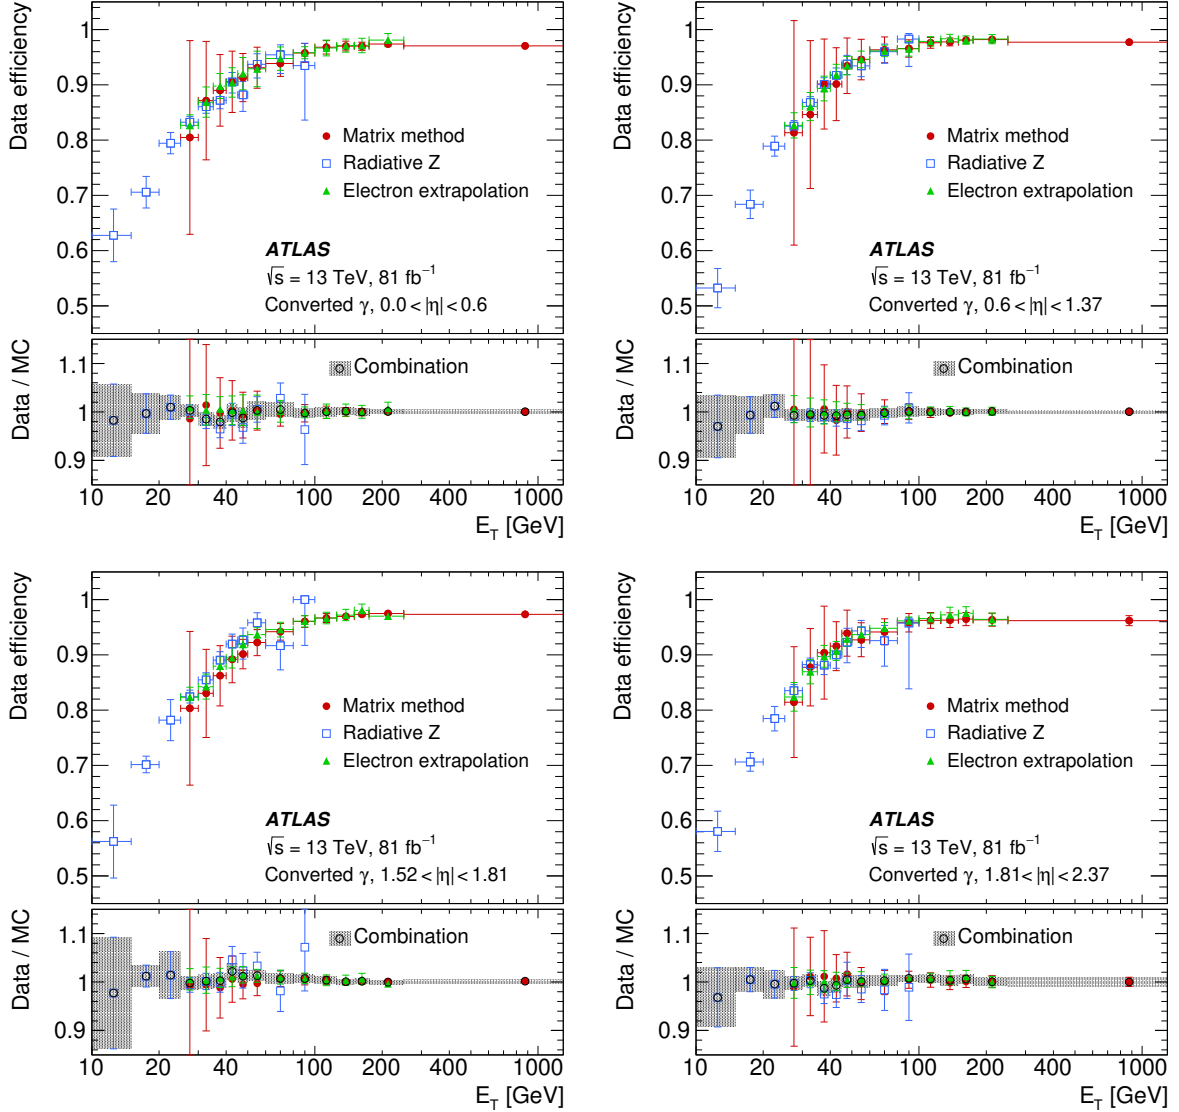 Data efficiency
1
0.9
0.8
0.7
0.6
0.5
Matrix method
Radiative Z
Electron extrapolation
ATLAS
√s = 13 TeV, 81 fb⁻¹
Converted γ, 0.0 < |η| < 0.6
Data / MC
1.1
1
0.9
Combination
10 20 40 100 200 400 1000
E_T [GeV]
Data efficiency
1
0.9
0.8
0.7
0.6
0.5
Matrix method
Radiative Z
Electron extrapolation
ATLAS
√s = 13 TeV, 81 fb⁻¹
Converted γ, 0.6 < |η| < 1.37
Data / MC
1.1
1
0.9
Combination
10 20 40 100 200 400 1000
E_T [GeV]
Data efficiency
1
0.9
0.8
0.7
0.6
0.5
Matrix method
Radiative Z
Electron extrapolation
ATLAS
√s = 13 TeV, 81 fb⁻¹
Converted γ, 1.52 < |η| < 1.81
Data / MC
1.1
1
0.9
Combination
10 20 40 100 200 400 1000
E_T [GeV]
Data efficiency
1
0.9
0.8
0.7
0.6
0.5
Matrix method
Radiative Z
Electron extrapolation
ATLAS
√s = 13 TeV, 81 fb⁻¹
Converted γ, 1.81 < |η| < 2.37
Data / MC
1.1
1
0.9
Combination
10 20 40 100 200 400 1000
E_T [GeV]